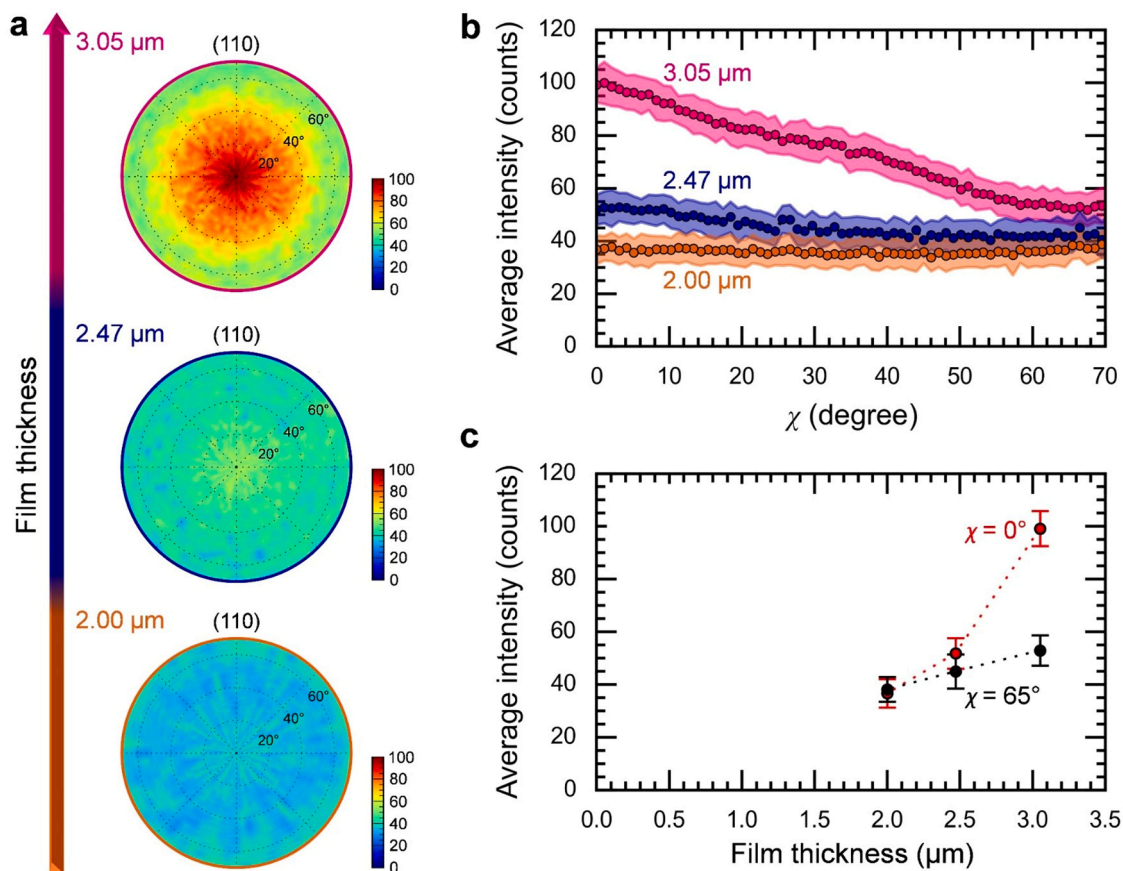 a
Film thickness
3.05 µm
(110)
20°
40°
60°
100
80
60
40
20
0
2.47 µm
(110)
20°
40°
60°
100
80
60
40
20
0
2.00 µm
(110)
20°
40°
60°
100
80
60
40
20
0
b
Average intensity (counts)
120
100
80
60
40
20
0
3.05 µm
2.47 µm
2.00 µm
0 10 20 30 40 50 60 70
χ (degree)
c
Average intensity (counts)
120
100
80
60
40
20
0
χ = 0°
χ = 65°
0.0 0.5 1.0 1.5 2.0 2.5 3.0 3.5
Film thickness (µm)